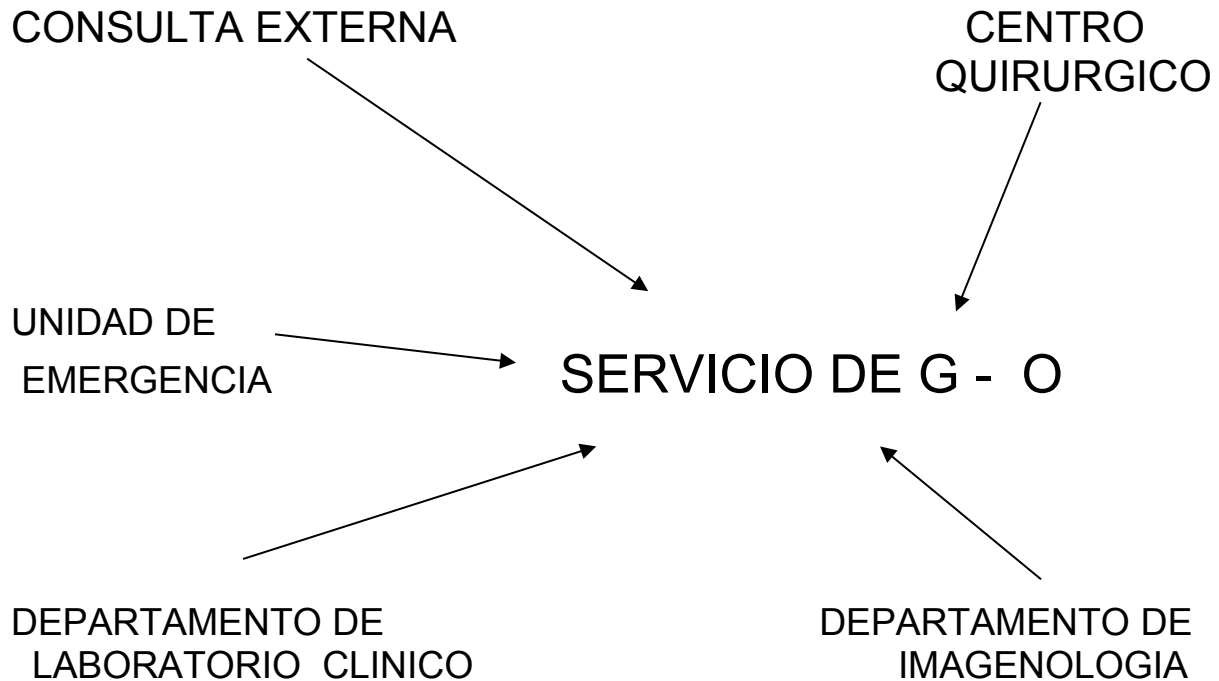 CONSULTA EXTERNA
CENTRO
QUIRURGICO
UNIDAD DE
EMERGENCIA
SERVICIO DE G - O
DEPARTAMENTO DE
LABORATORIO CLINICO
DEPARTAMENTO DE
IMAGENOLOGIA